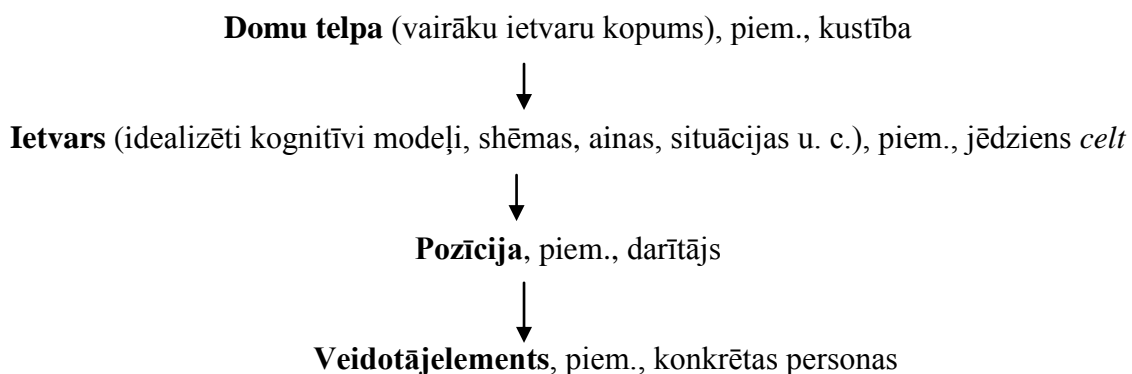 Domu telpa (vairāku ietvaru kopums), piem., kustība
Ietvars (idealizēti kognitīvi modeļi, shēmas, ainas, situācijas u. c.), piem., jēdziens celt
Pozīcija, piem., darītājs
Veidotājelements, piem., konkrētas personas